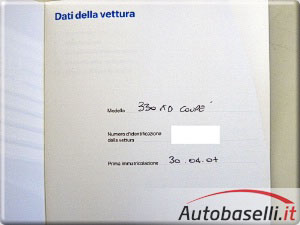 Dati della vettura
Modello 330 XD COUPE'
Numero d'identificazione
della vettura
Prima immatricolazione 30.04.07
Autobaselli.it